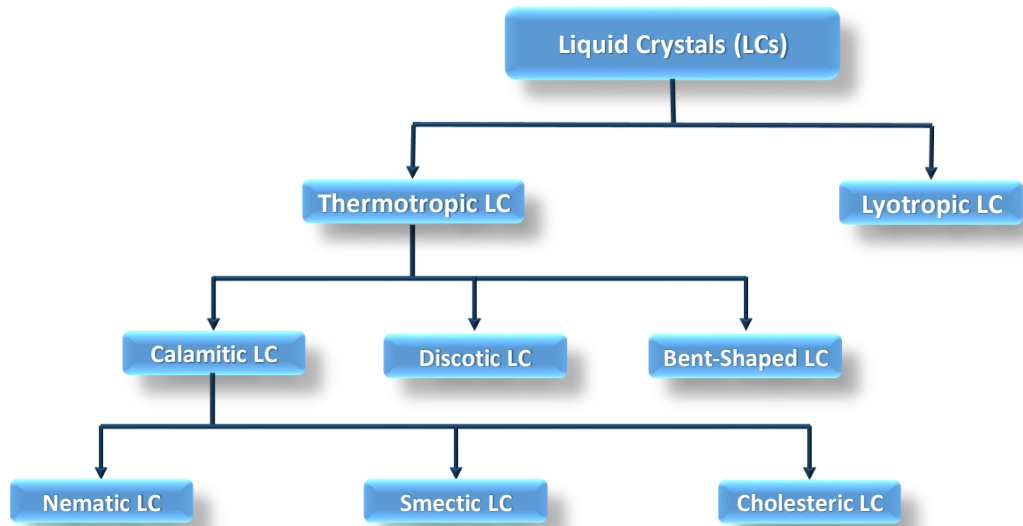 Liquid Crystals (LCs)
Thermotropic LC
Lyotropic LC
Calamitic LC
Discotic LC
Bent-Shaped LC
Nematic LC
Smectic LC
Cholesteric LC